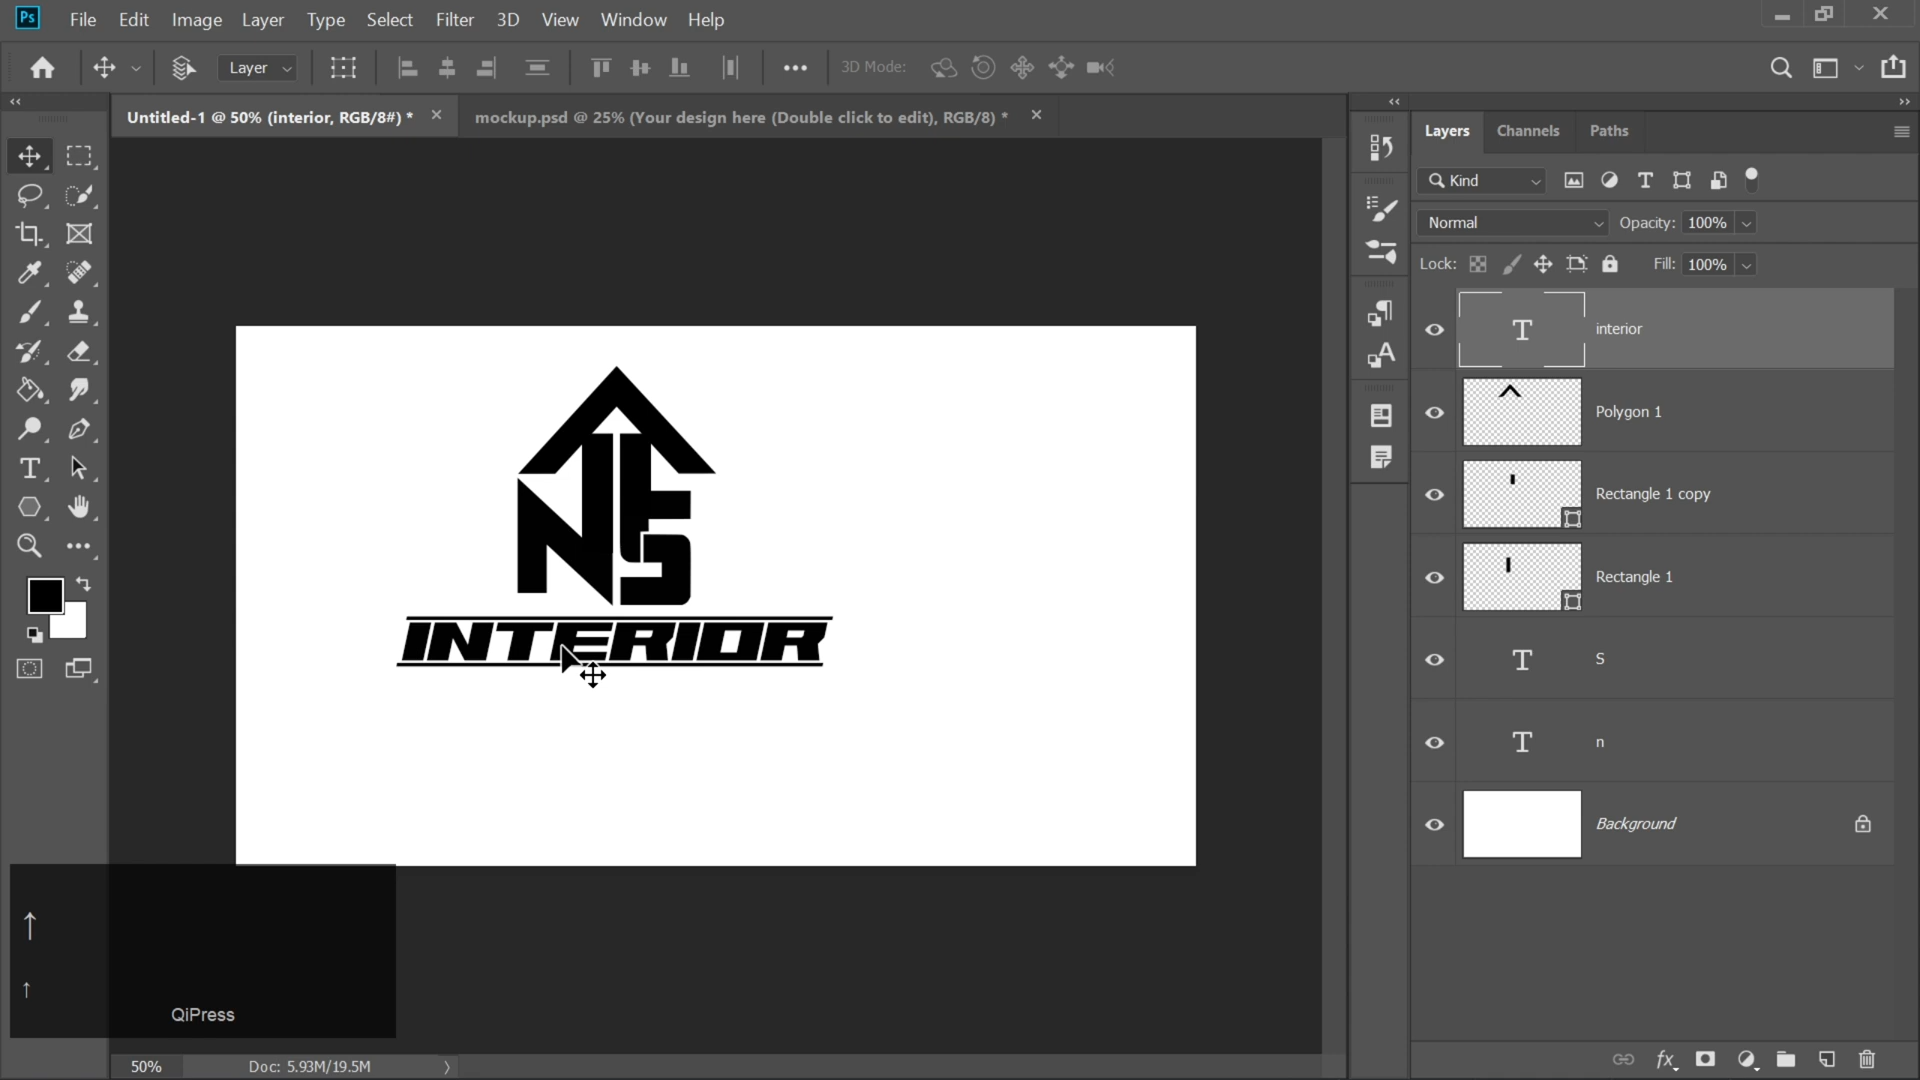 Ps File Edit Image Layer Type Select Filter 3D View Window Help
Layer 3D Mode:
Untitled-1 @ 50% (interior, RGB/8#) * mockup.psd @ 25% (Your design here (Double click to edit), RGB/8) *
Layers Channels Paths
Kind
Normal Opacity: 100%
Lock: Fill: 100%
interior
Polygon 1
Rectangle 1 copy
Rectangle 1
S
n
Background
NS
INTERIOR
QiPress
50% Doc: 5.93M/19.5M
fx